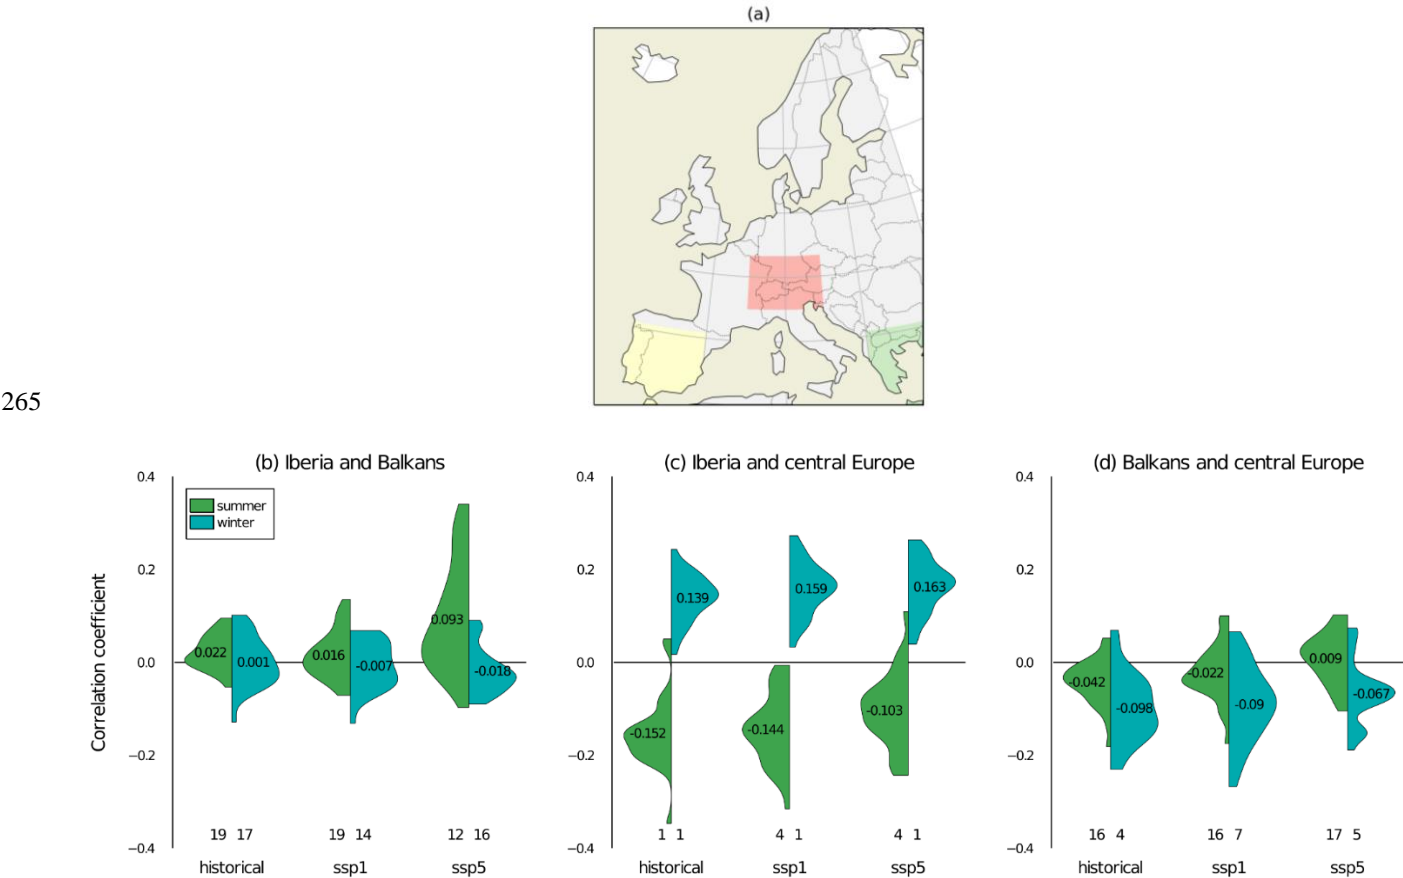 (a)
265
(b) Iberia and Balkans
(c) Iberia and central Europe
(d) Balkans and central Europe
Correlation coefficient
0.4
0.2
0.0
−0.2
−0.4
summer
winter
0.022
0.001
0.016
-0.007
0.093
-0.018
19 17
19 14
12 16
historical
ssp1
ssp5
0.4
0.2
0.0
−0.2
−0.4
0.139
-0.152
0.159
-0.144
0.163
-0.103
1 1
4 1
4 1
historical
ssp1
ssp5
0.4
0.2
0.0
−0.2
−0.4
-0.042
-0.098
-0.022
-0.09
0.009
-0.067
16 4
16 7
17 5
historical
ssp1
ssp5